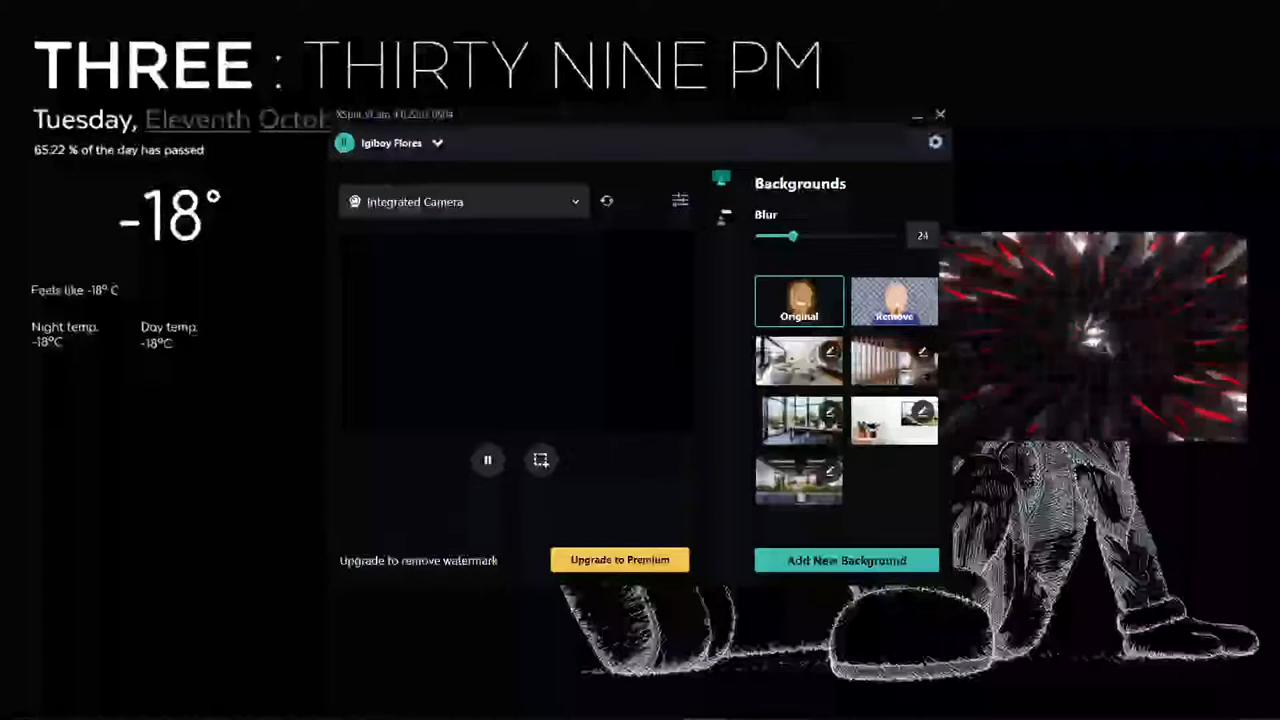 THREE : THIRTY NINE PM
Tuesday, Eleventh Octob
65.22 % of the day has passed
-18°
Feels like -18° C
Night temp.
-18°C
Day temp.
-18°C
Igiboy Flores
Integrated Camera
Upgrade to remove watermark
Upgrade to Premium
Backgrounds
Blur
24
Original
Remove
Add New Background